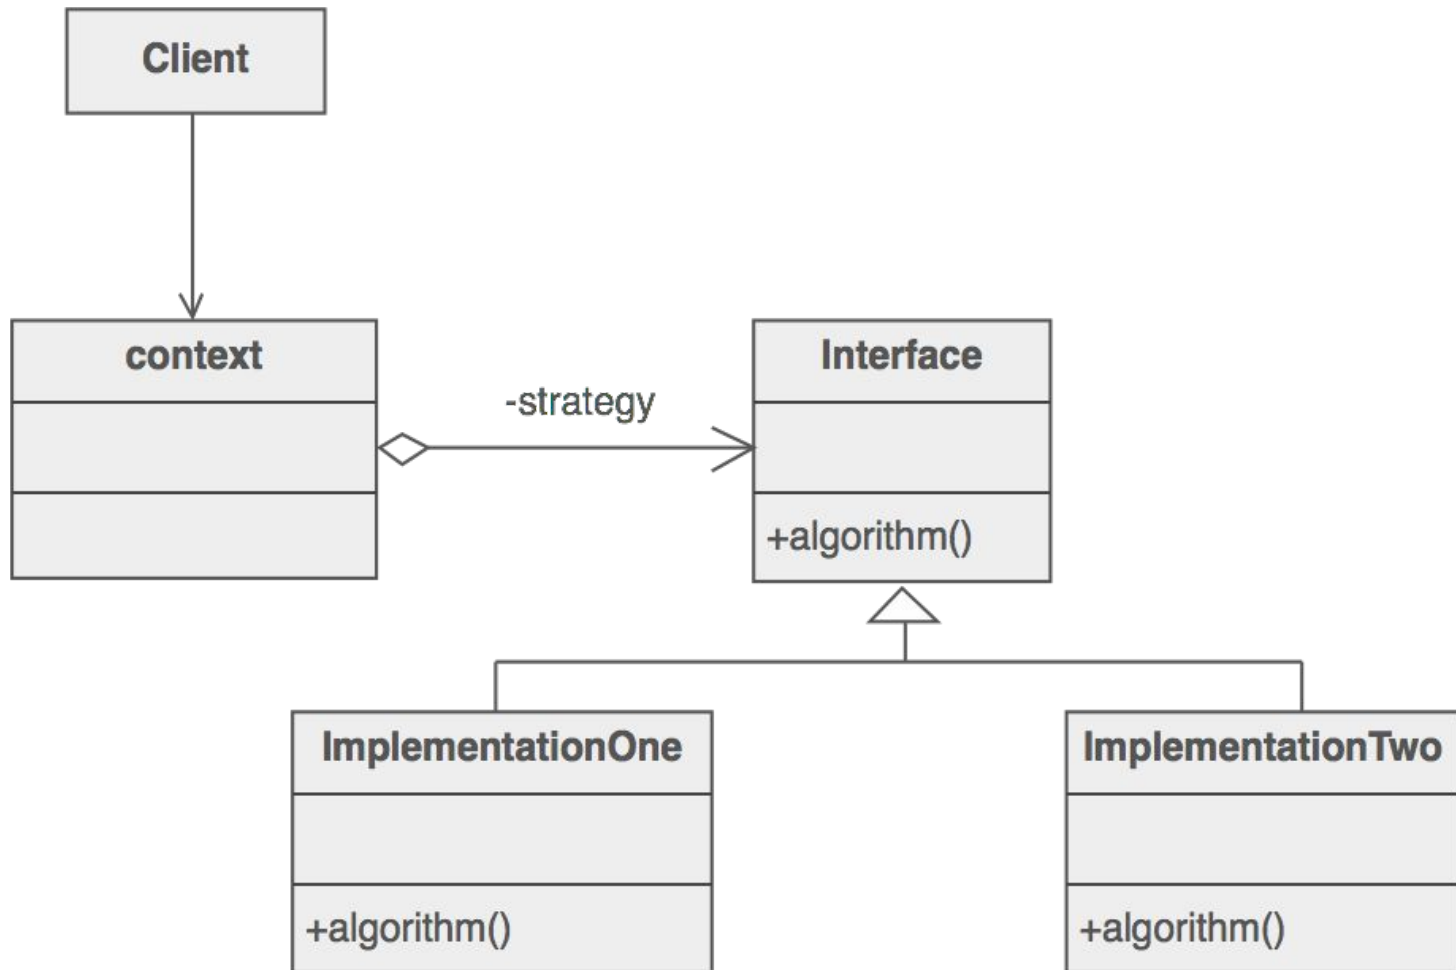 Client
context
-strategy
Interface
+algorithm()
ImplementationOne
+algorithm()
ImplementationTwo
+algorithm()